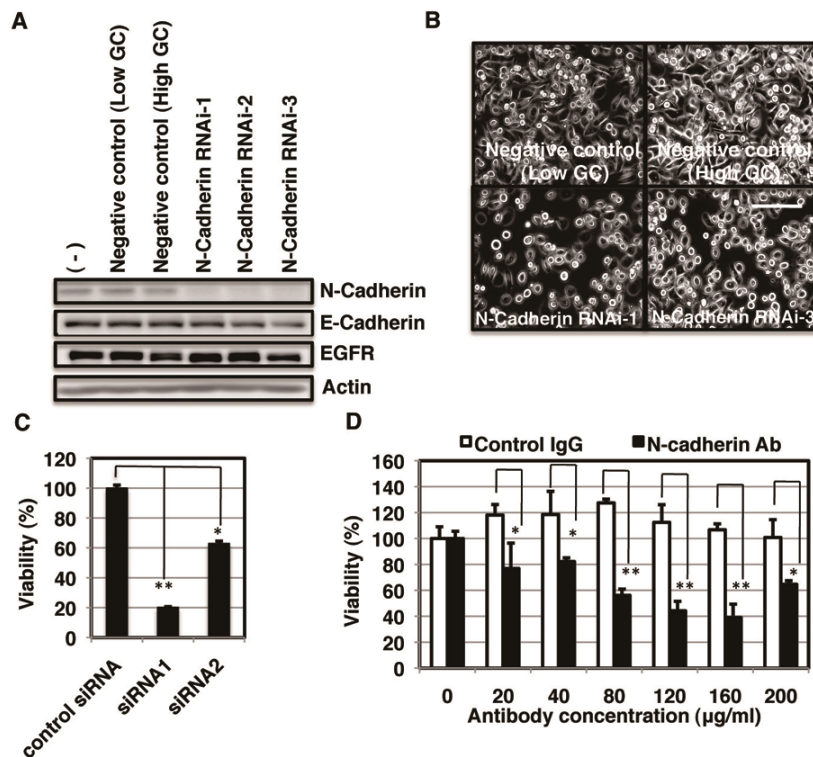 A
(-)
Negative control (Low GC)
Negative control (High GC)
N-Cadherin RNAi-1
N-Cadherin RNAi-2
N-Cadherin RNAi-3
N-Cadherin
E-Cadherin
EGFR
Actin
B
Negative control
(Low GC)
Negative control
(High GC)
N-Cadherin RNAi-1
N-Cadherin RNAi-3
C
Viability (%)
120
100
80
60
40
20
0
**
*
control siRNA
siRNA1
siRNA2
D
Control IgG
N-cadherin Ab
Viability (%)
160
140
120
100
80
60
40
20
0
*
*
**
**
**
*
0 20 40 80 120 160 200
Antibody concentration (μg/ml)